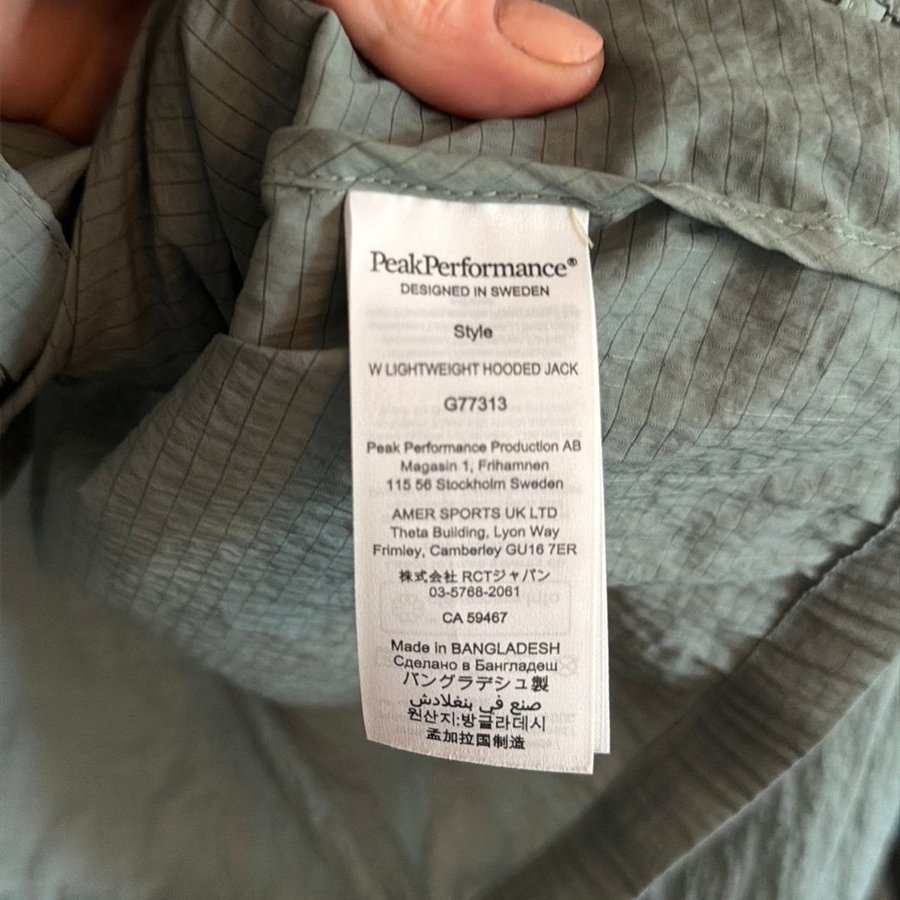 PeakPerformance®
DESIGNED IN SWEDEN
Style
W LIGHTWEIGHT HOODED JACK
G77313
Peak Performance Production AB
Magasin 1, Frihamnen
115 56 Stockholm Sweden
AMER SPORTS UK LTD
Theta Building, Lyon Way
Frimley, Camberley GU16 7ER
株式会社 RCTジャパン
03-5768-2061
CA 59467
Made in BANGLADESH
Сделано в Бангладеш
バングラデシュ製
صنع في بنغلادش
원산지:방글라데시
孟加拉国制造